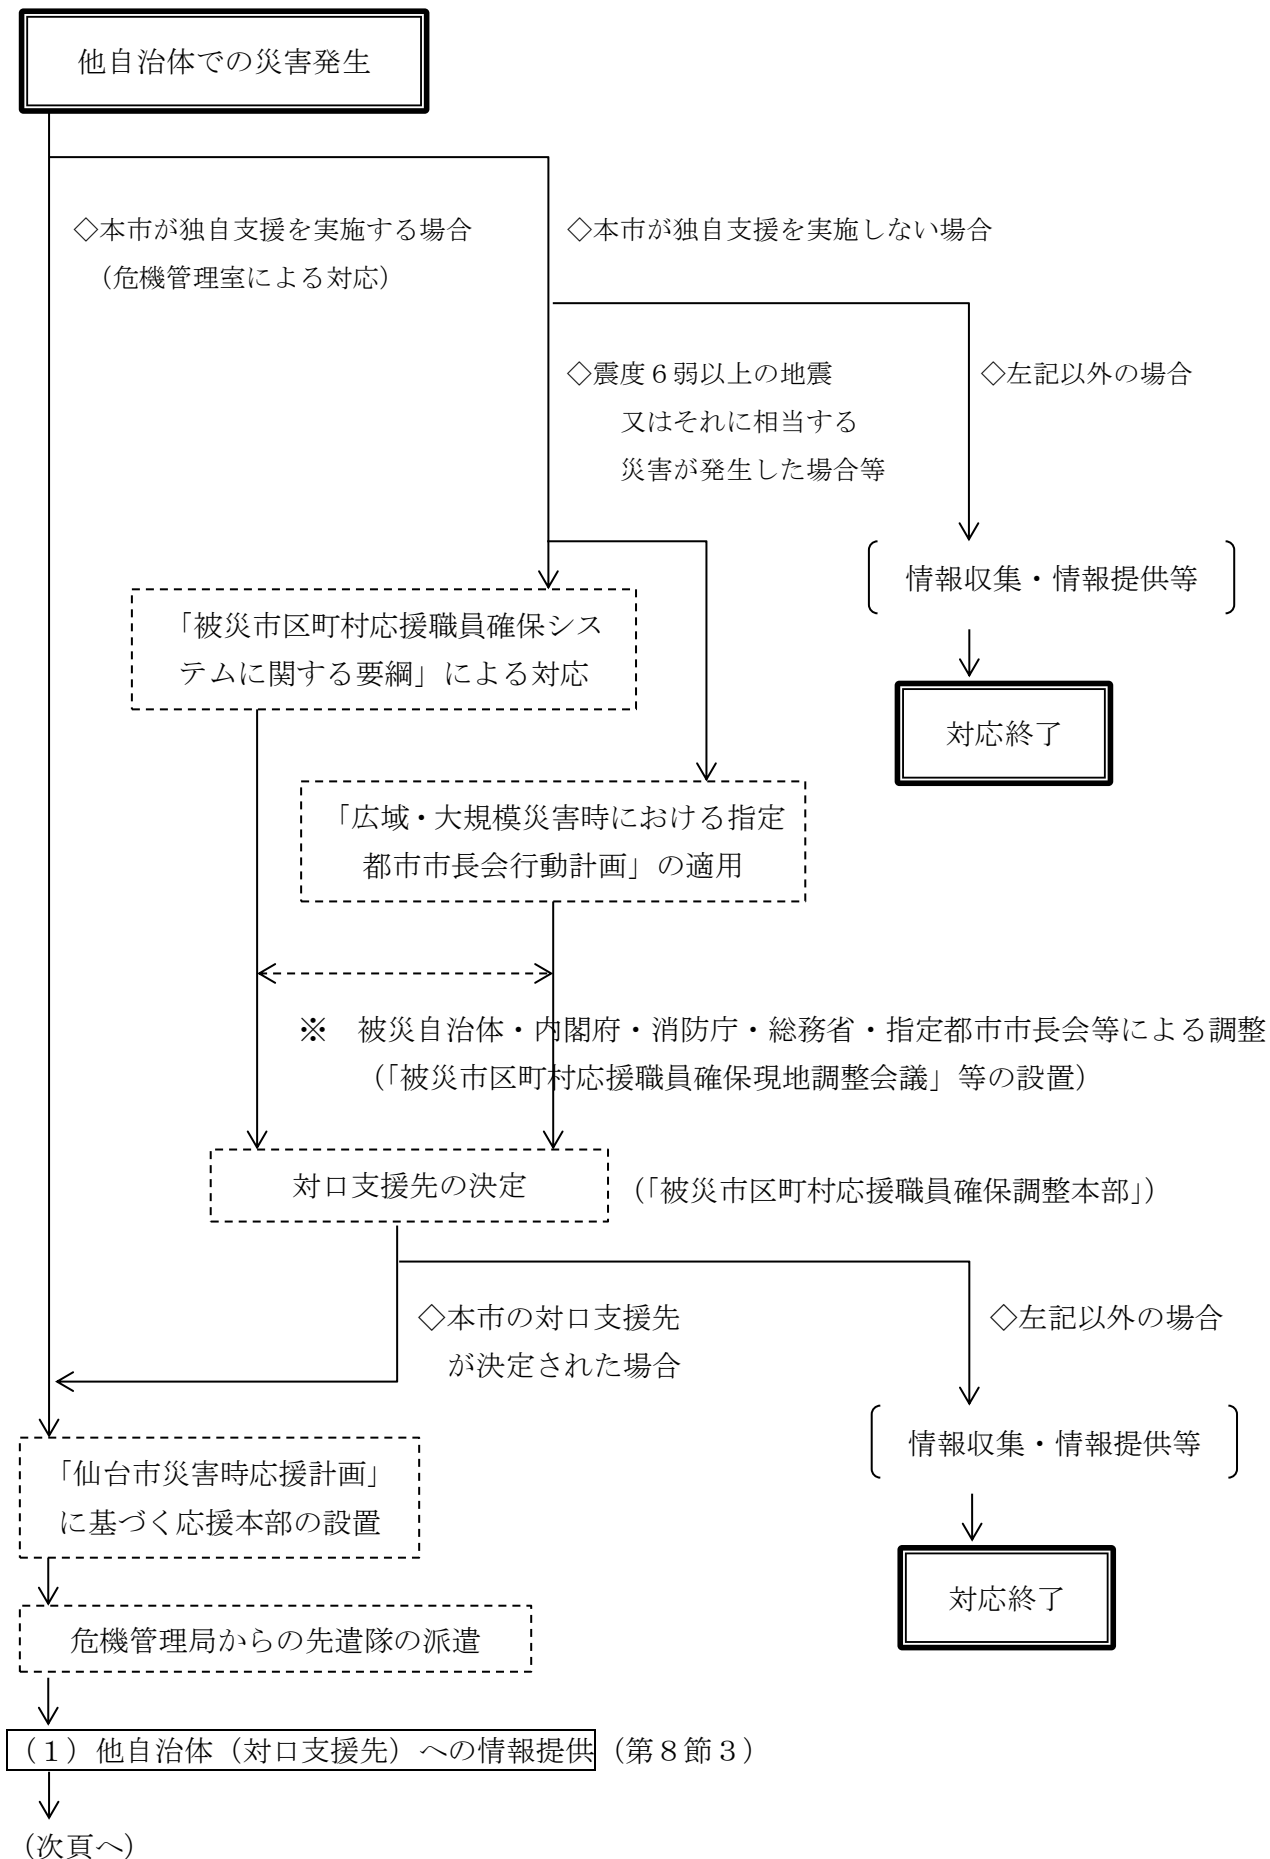 他自治体での災害発生
◇本市が独自支援を実施する場合
(危機管理室による対応)
◇本市が独自支援を実施しない場合
◇震度6弱以上の地震
又はそれに相当する
災害が発生した場合等
◇左記以外の場合
情報収集・情報提供等
対応終了
「被災市区町村応援職員確保シス
テムに関する要綱」による対応
「広域・大規模災害時における指定
都市市長会行動計画」の適用
※ 被災自治体・内閣府・消防庁・総務省・指定都市市長会等による調整
(「被災市区町村応援職員確保現地調整会議」等の設置)
対口支援先の決定
(「被災市区町村応援職員確保調整本部」)
◇本市の対口支援先
が決定された場合
◇左記以外の場合
情報収集・情報提供等
対応終了
「仙台市災害時応援計画」
に基づく応援本部の設置
危機管理局からの先遣隊の派遣
(1)他自治体(対口支援先)への情報提供(第8節3)
(次頁へ)